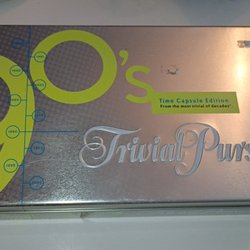 90's
Time Capsule Edition
From the most trivial of decades
Trivial Purs